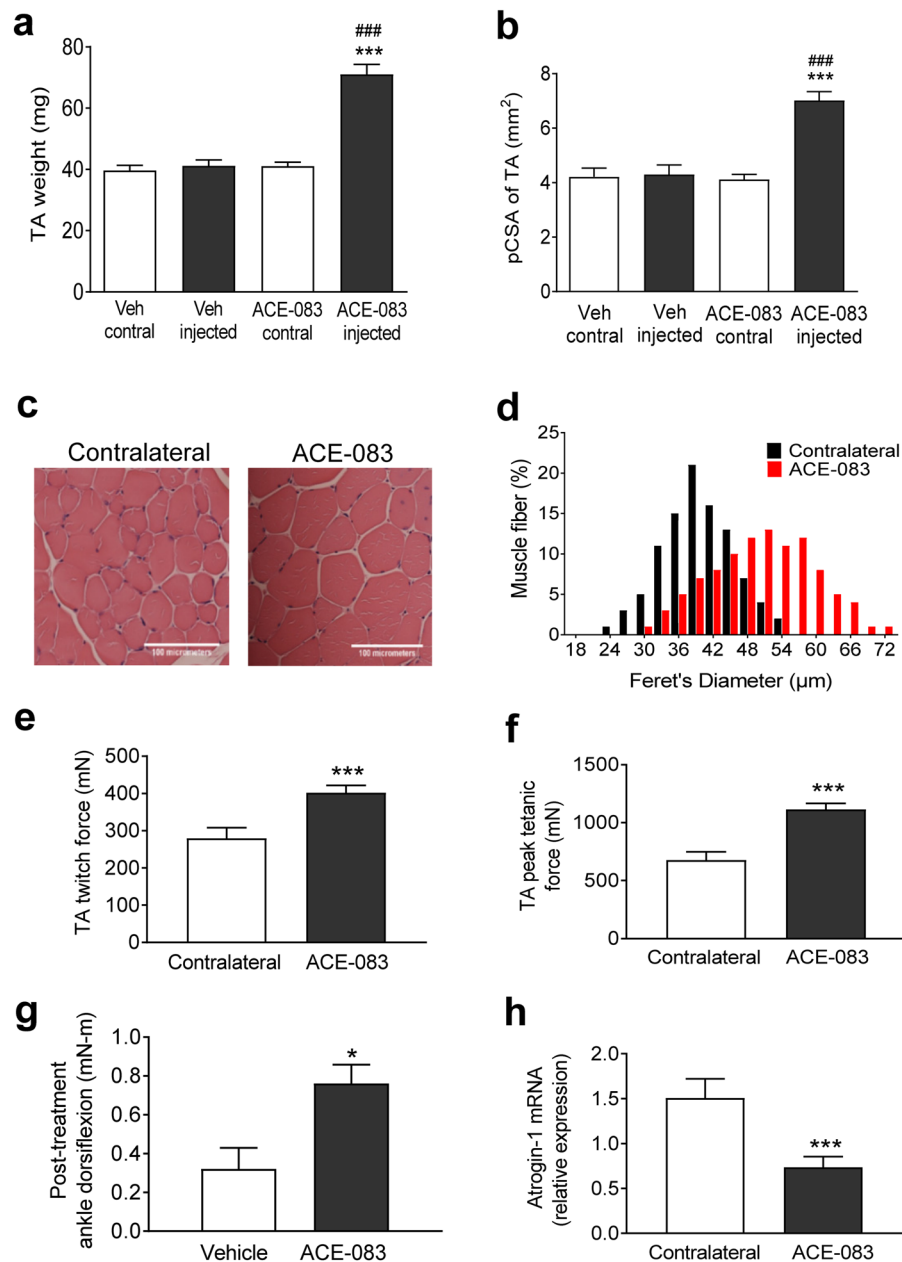 a
###
***
80
60
40
20
0
TA weight (mg)
Veh
contral
Veh
injected
ACE-083
contral
ACE-083
injected
b
###
***
8
6
4
2
0
pCSA of TA (mm²)
Veh
contral
Veh
injected
ACE-083
contral
ACE-083
injected
c
Contralateral
ACE-083
100 micrometers
100 micrometers
d
Contralateral
ACE-083
25
20
15
10
5
0
Muscle fiber (%)
18 24 30 36 42 48 54 60 66 72
Feret's Diameter (µm)
e
***
500
400
300
200
100
0
TA twitch force (mN)
Contralateral
ACE-083
f
***
1500
1000
500
0
TA peak tetanic
force (mN)
Contralateral
ACE-083
g
*
1.0
0.8
0.6
0.4
0.2
0.0
Post-treatment
ankle dorsiflexion (mN-m)
Vehicle
ACE-083
h
***
2.0
1.5
1.0
0.5
0.0
Atrogin-1 mRNA
(relative expression)
Contralateral
ACE-083